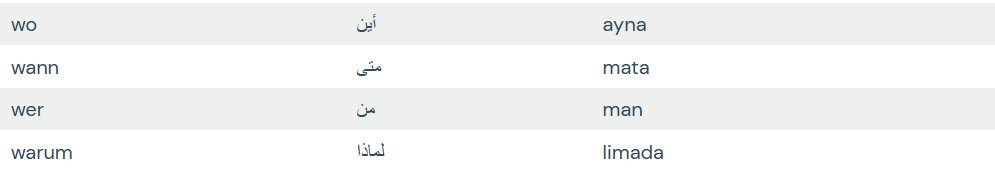 wo أين ayna
wann متى mata
wer من man
warum لماذا limada